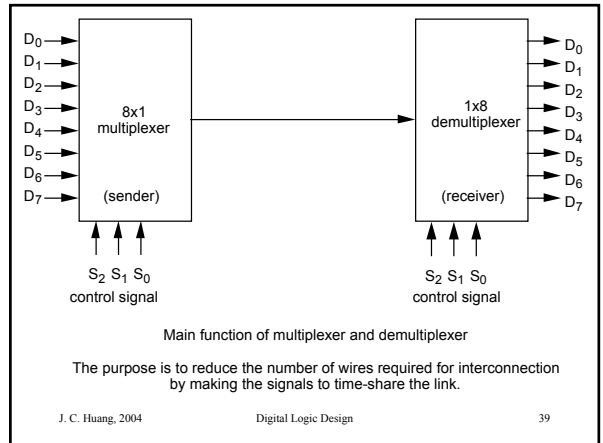 D₀
D₁
D₂
D₃
D₄
D₅
D₆
D₇
8x1
multiplexer
(sender)
S₂ S₁ S₀
control signal
1x8
demultiplexer
(receiver)
S₂ S₁ S₀
control signal
D₀
D₁
D₂
D₃
D₄
D₅
D₆
D₇
Main function of multiplexer and demultiplexer
The purpose is to reduce the number of wires required for interconnection
by making the signals to time-share the link.
J. C. Huang, 2004 Digital Logic Design 39